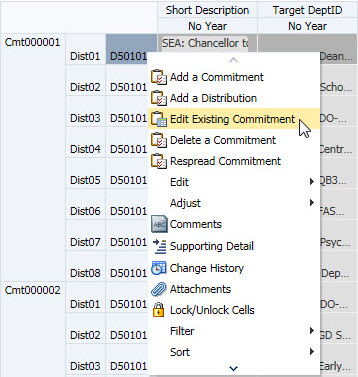 Short Description Target DeptID
No Year No Year
Cmt000001 Dist01 D50101 SEA: Chancellor to Dean...
Add a Commitment
Dist02 D50101 Scho...
Add a Distribution
Dist03 D50101 Edit Existing Commitment DO-...
Delete a Commitment
Dist04 D50101 Centr...
Respread Commitment
Dist05 D50101 Edit QB3...
Adjust
Dist06 D50101 FAS...
Comments
Dist07 D50101 Supporting Detail Psyc...
Dist08 D50101 Change History Dep...
Cmt000002 Attachments
Dist01 D50101 Lock/Unlock Cells DO-...
Dist02 D50101 Filter GD S
Sort
Dist03 D50101 Early...